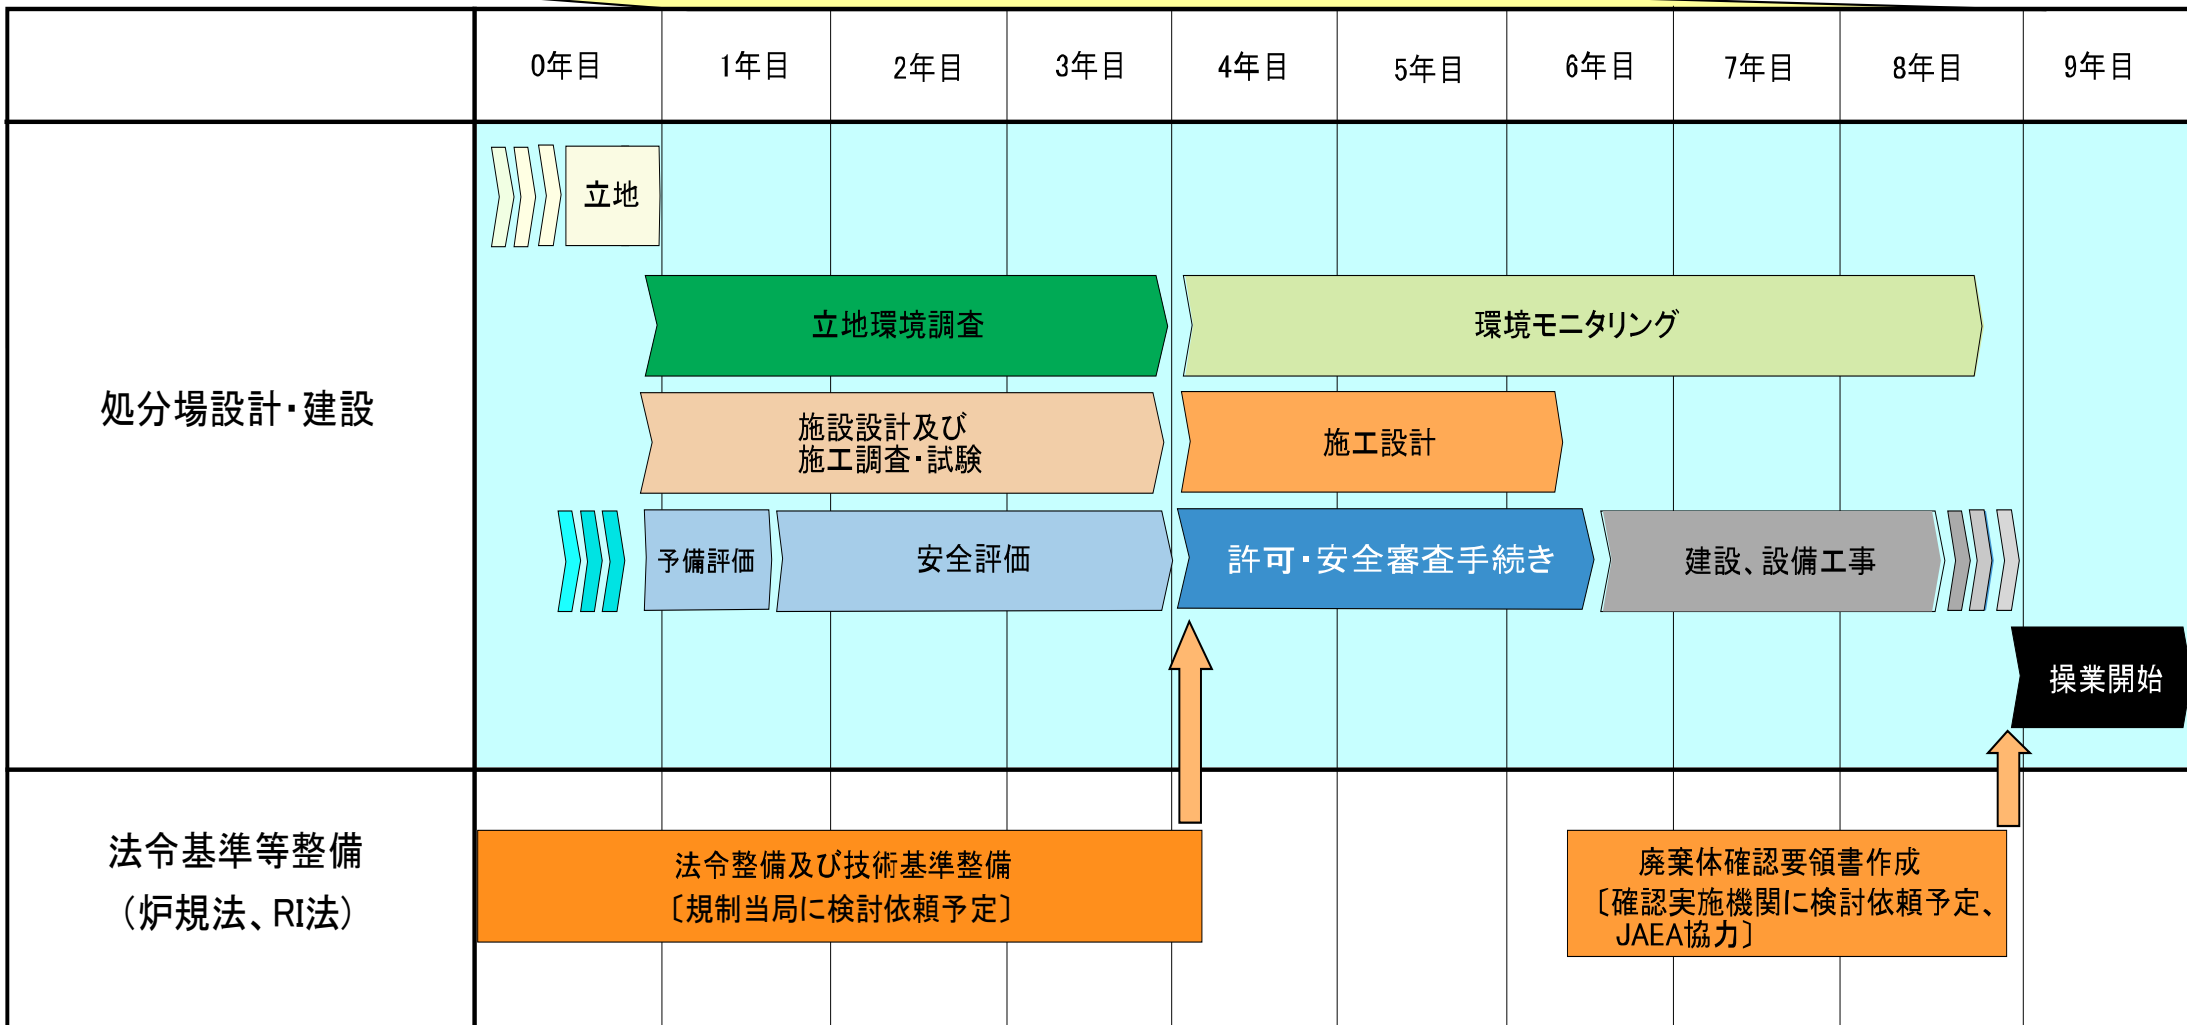 0年目
1年目
2年目
3年目
4年目
5年目
6年目
7年目
8年目
9年目
処分場設計・建設
立地
立地環境調査
環境モニタリング
施設設計及び
施工調査・試験
施工設計
予備評価
安全評価
許可・安全審査手続き
建設、設備工事
操業開始
法令基準等整備
（炉規法、RI法）
法令整備及び技術基準整備
〔規制当局に検討依頼予定〕
廃棄体確認要領書作成
〔確認実施機関に検討依頼予定、
JAEA協力〕